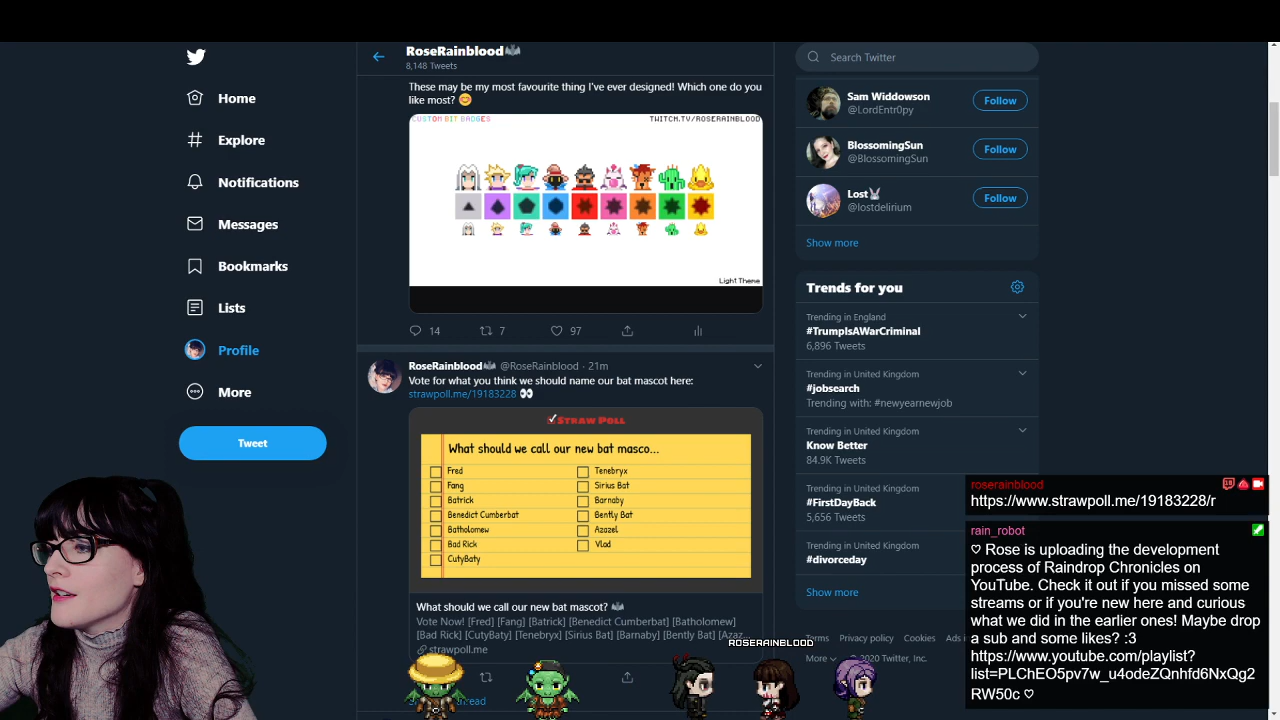 RoseRainblood
8,148 Tweets
Home
Explore
Notifications
Messages
Bookmarks
Lists
Profile
More
Tweet
These may be my most favourite thing I've ever designed! Which one do you
like most? 😊
CUSTOM BIT BADGES
TWITCH.TV/ROSERAINBLOOD
Light Theme
14
7
97
RoseRainblood @RoseRainblood · 21m
Vote for what you think we should name our bat mascot here:
strawpoll.me/19183228 👀
STRAW POLL
What should we call our new bat masco...
Fred
Fang
Batrick
Benedict Cumberbat
Batholomew
Bad Rick
CutyBaty
Tenebryx
Sirius Bat
Barnaby
Bently Bat
Azazel
Vlad
What should we call our new bat mascot?
Vote Now! [Fred] [Fang] [Batrick] [Benedict Cumberbat] [Batholomew]
[Bad Rick] [CutyBaty] [Tenebryx] [Sirius Bat] [Barnaby] [Bently Bat] [Azaz...
strawpoll.me
ROSERAINBLOOD
Search Twitter
Sam Widdowson
@LordEntr0py
Follow
BlossomingSun
@BlossomingSun
Follow
Lost
@lostdelirium
Follow
Show more
Trends for you
Trending in England
#TrumpIsAWarCriminal
6,896 Tweets
Trending in United Kingdom
#jobsearch
Trending with: #newyearnewjob
Trending in United Kingdom
Know Better
84.9K Tweets
Trending in United Kingdom
#FirstDayBack
5,656 Tweets
Trending in United Kingdom
#divorceday
Show more
Terms Privacy policy Cookies
More © 2020 Twitter, Inc.
roserainblood
https://www.strawpoll.me/19183228/r
rain_robot
♡ Rose is uploading the development
process of Raindrop Chronicles on
YouTube. Check it out if you missed some
streams or if you're new here and curious
what we did in the earlier ones! Maybe drop
a sub and some likes? :3
https://www.youtube.com/playlist?
list=PLChEO5pv7w_u4odeZQnhfd6NxQg2
RW50c ♡